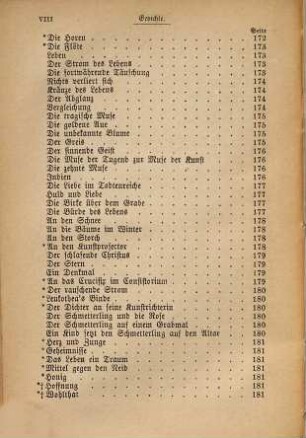 VIII Gedichte.
Seite
*Die Horen . . . . . 172
*Die Flöte . . . . . 173
Leben . . . . . 173
Der Strom des Lebens . . . . . 173
Die fortwährende Täuschung . . . . . 173
Nichts verliert sich . . . . . 174
Kränze des Lebens . . . . . 174
Der Abglanz . . . . . 174
Vergleichung . . . . . 174
Die tragische Muse . . . . . 174
Die goldene Aue . . . . . 175
Die unbekannte Blume . . . . . 175
Der Greis . . . . . 175
Der sinnende Geist . . . . . 176
Die Muse der Tugend zur Muse der Kunst . . . . . 176
Die zehnte Muse . . . . . 176
Indien . . . . . 176
Die Liebe im Todtenreiche . . . . . 177
Huld und Liebe . . . . . 177
Die Birke über dem Grabe . . . . . 177
Die Bürde des Lebens . . . . . 177
An den Schnee . . . . . 177
An die Bäume im Winter . . . . . 178
An den Storch . . . . . 178
*An den Kunstprosector . . . . . 178
Der schlafende Christus . . . . . 179
Der Stern . . . . . 179
Ein Denkmal . . . . . 179
*An das Crucifix im Consistorium . . . . . 179
*Der rauschende Strom . . . . . 180
*Leukothea's Binde . . . . . 180
*Der Dichter an seine Kunstrichterin . . . . . 180
Der Schmetterling und die Rose . . . . . 180
Der Schmetterling auf einem Grabmal . . . . . 180
Ein Kind setzt den Schmetterling auf den Altar . . . . . 180
*Herz und Zunge . . . . . 181
*Geheimnisse . . . . . 181
*Das Leben ein Traum . . . . . 181
*Mittel gegen den Neid . . . . . 181
*Honig . . . . . 181
*† Hoffnung . . . . . 181
*† Wohlthat . . . . . 181